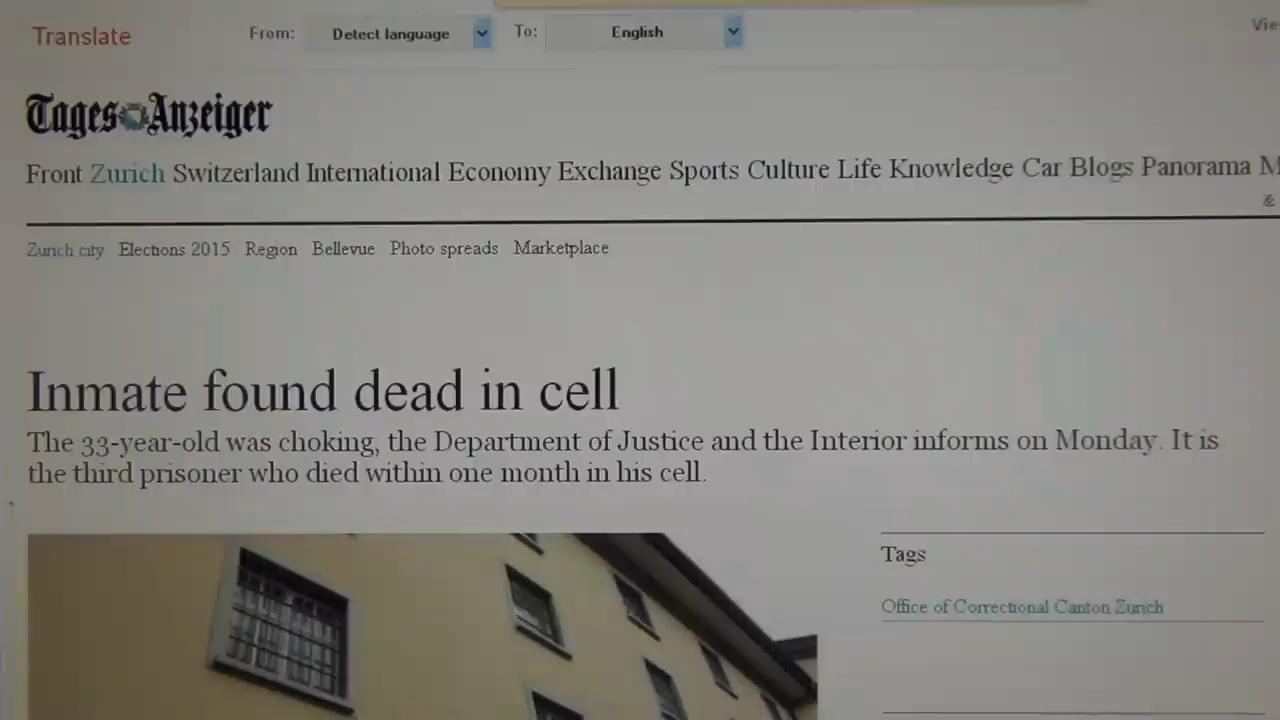 Translate From: Detect language To: English Vie
Tages Anzeiger
Front Zurich Switzerland International Economy Exchange Sports Culture Life Knowledge Car Blogs Panorama M
&
Zurich city Elections 2015 Region Bellevue Photo spreads Marketplace
Inmate found dead in cell
The 33-year-old was choking, the Department of Justice and the Interior informs on Monday. It is
the third prisoner who died within one month in his cell.
Tags
Office of Correctional Canton Zurich